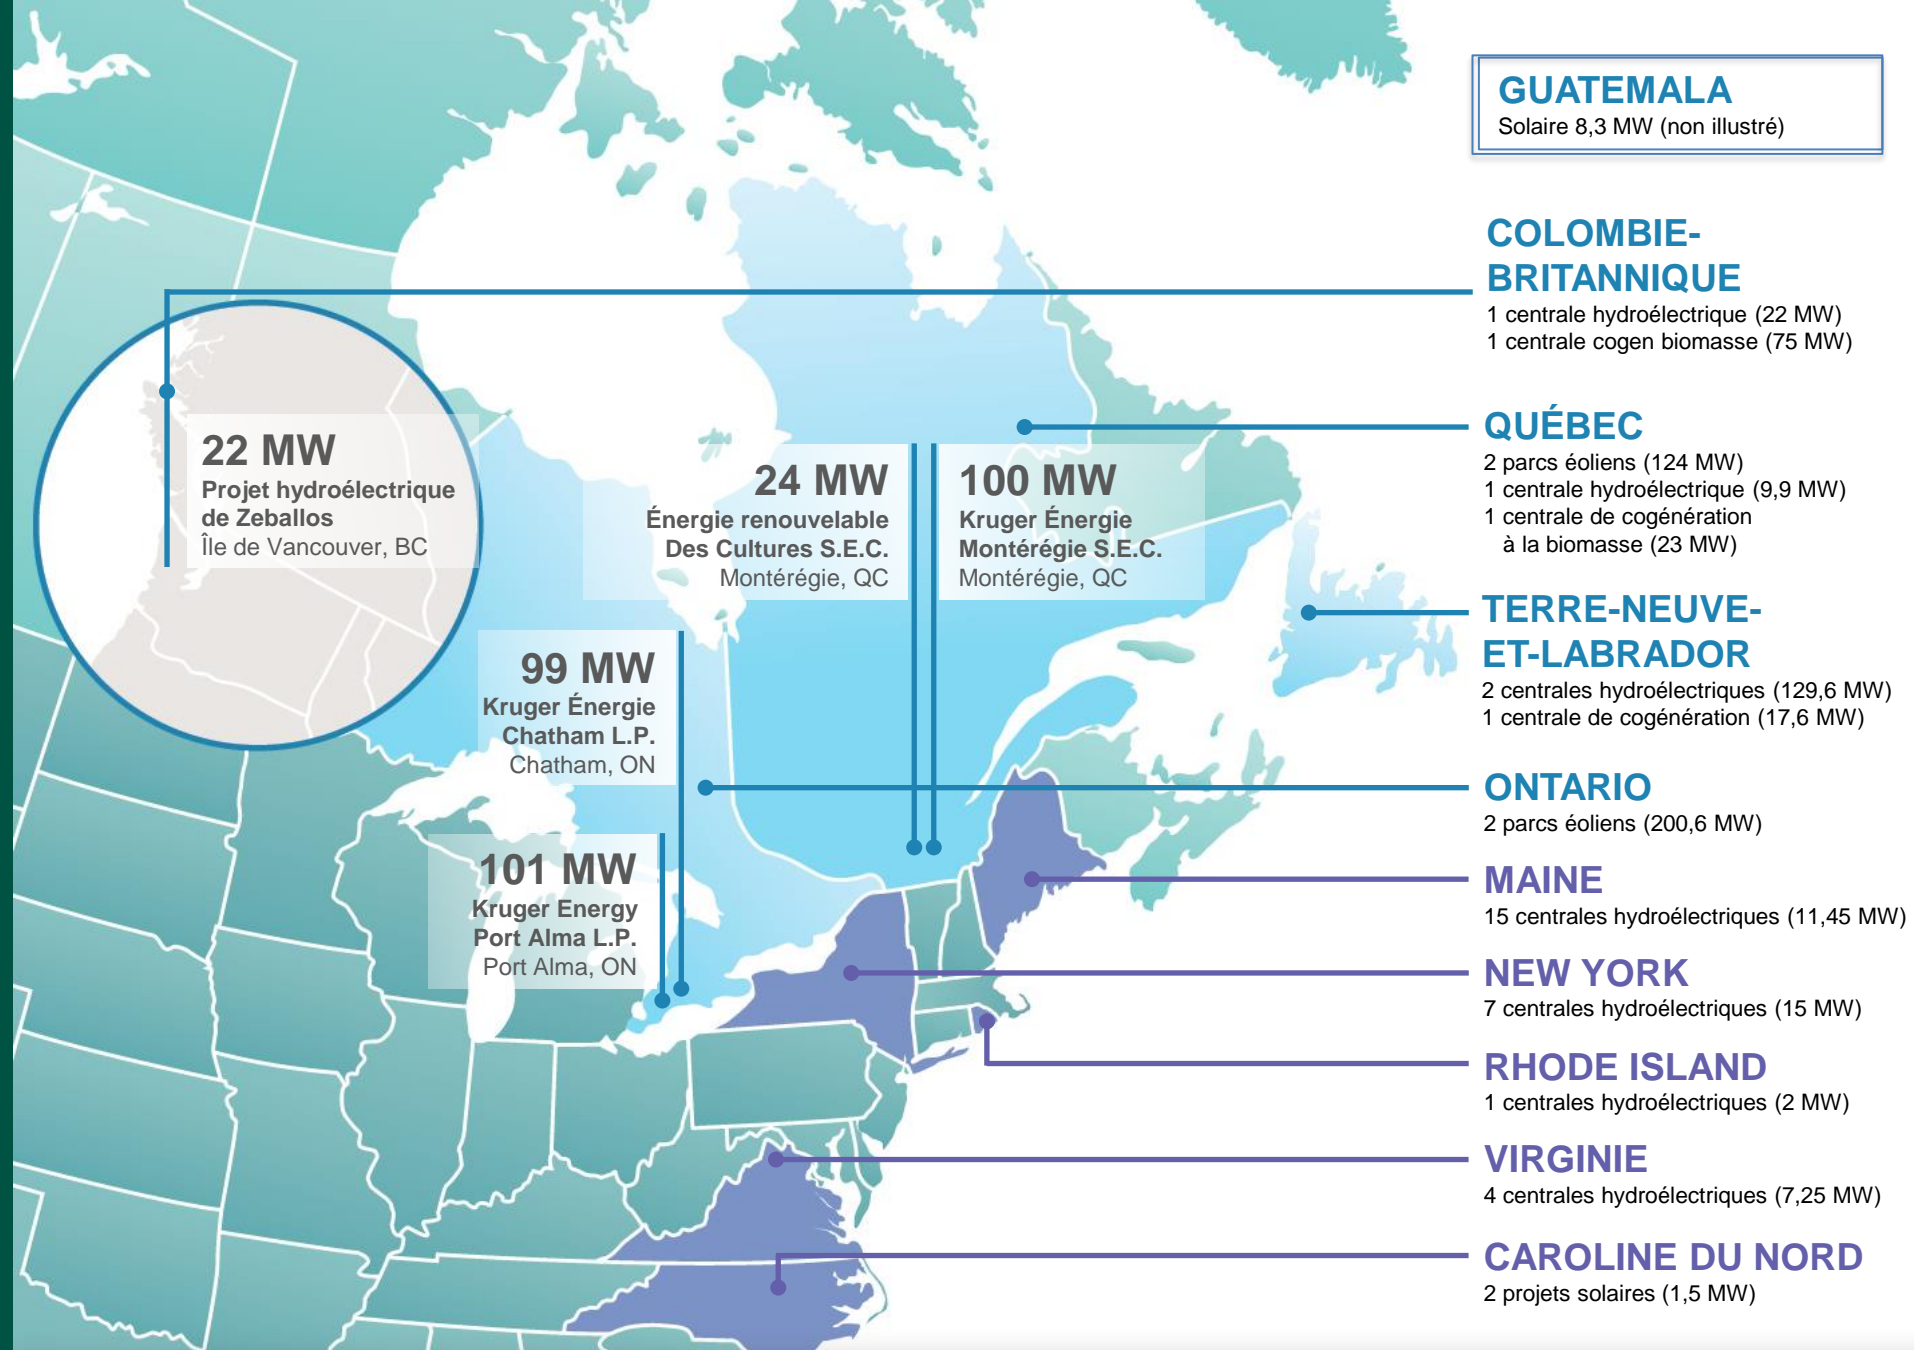 GUATEMALA
Solaire 8,3 MW (non illustré)
COLOMBIE-
BRITANNIQUE
1 centrale hydroélectrique (22 MW)
1 centrale cogen biomasse (75 MW)
QUÉBEC
2 parcs éoliens (124 MW)
1 centrale hydroélectrique (9,9 MW)
1 centrale de cogénération
à la biomasse (23 MW)
TERRE-NEUVE-
ET-LABRADOR
2 centrales hydroélectriques (129,6 MW)
1 centrale de cogénération (17,6 MW)
ONTARIO
2 parcs éoliens (200,6 MW)
MAINE
15 centrales hydroélectriques (11,45 MW)
NEW YORK
7 centrales hydroélectriques (15 MW)
RHODE ISLAND
1 centrales hydroélectriques (2 MW)
VIRGINIE
4 centrales hydroélectriques (7,25 MW)
CAROLINE DU NORD
2 projets solaires (1,5 MW)
22 MW
Projet hydroélectrique
de Zeballos
Île de Vancouver, BC
24 MW
Énergie renouvelable
Des Cultures S.E.C.
Montérégie, QC
100 MW
Kruger Énergie
Montérégie S.E.C.
Montérégie, QC
99 MW
Kruger Énergie
Chatham L.P.
Chatham, ON
101 MW
Kruger Energy
Port Alma L.P.
Port Alma, ON